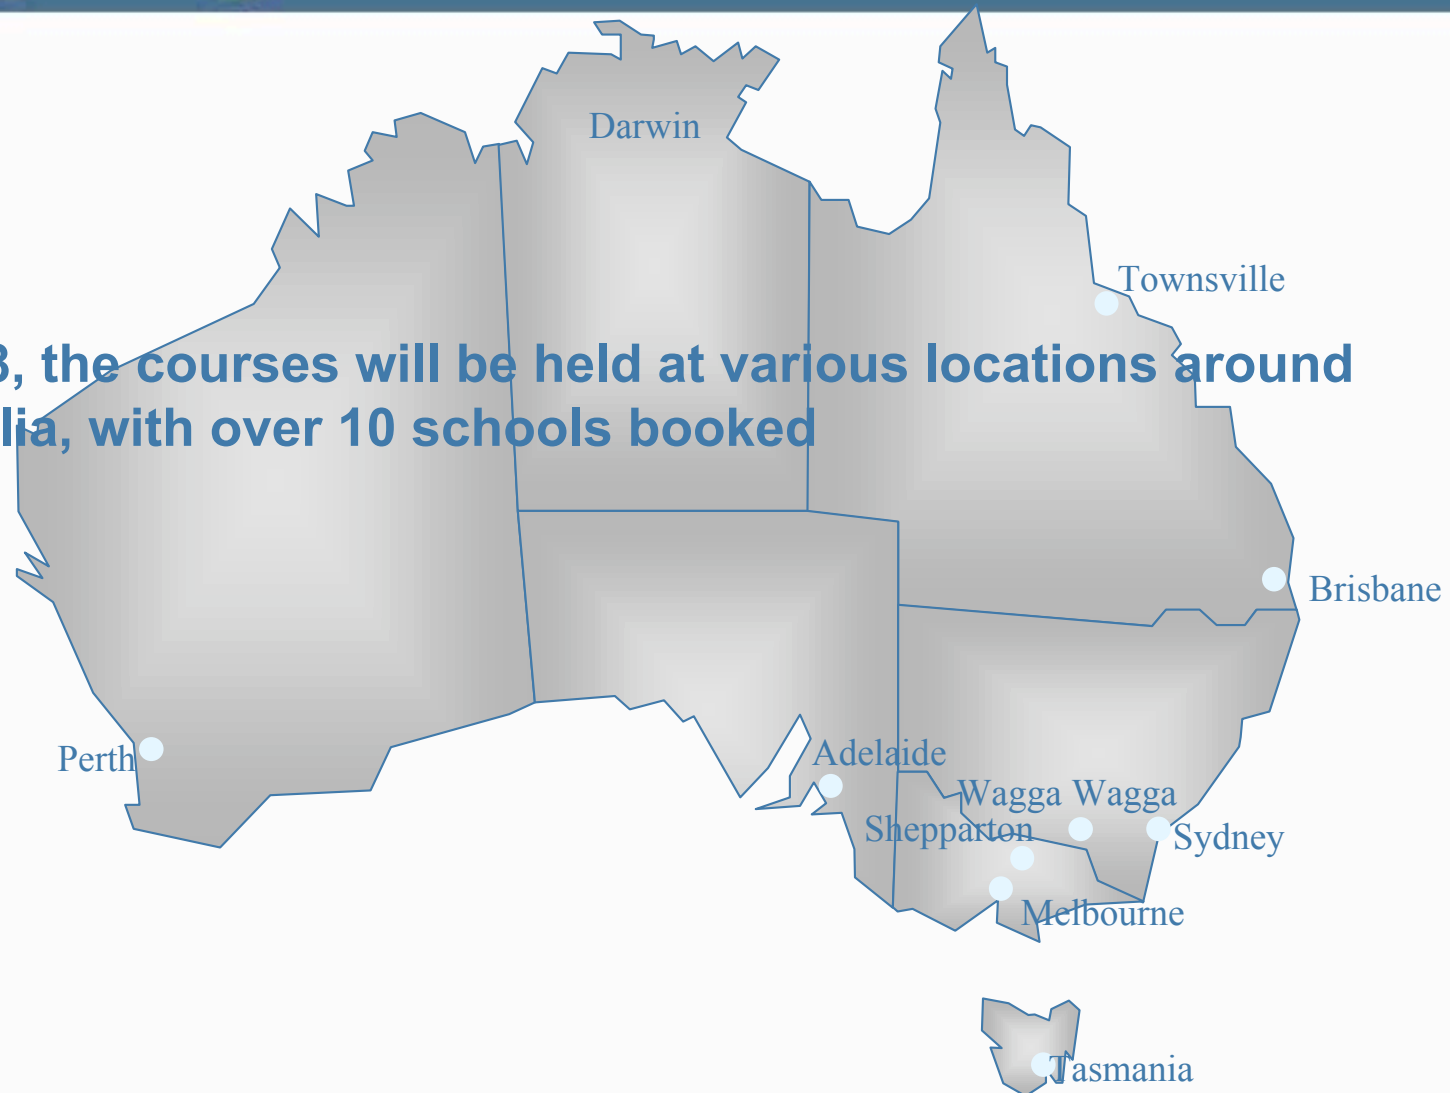 Darwin
Townsville
3, the courses will be held at various locations around
lia, with over 10 schools booked
Brisbane
Perth
Adelaide
Wagga Wagga
Shepparton
Sydney
Melbourne
Tasmania